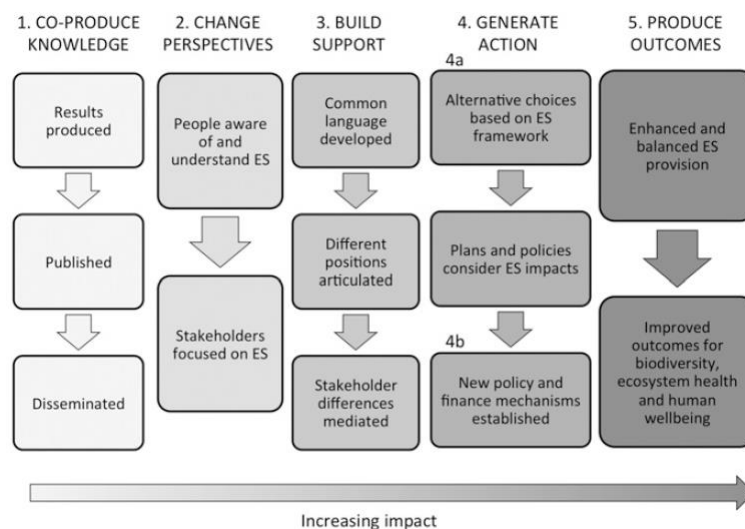 1. CO-PRODUCE
KNOWLEDGE
2. CHANGE
PERSPECTIVES
3. BUILD
SUPPORT
4. GENERATE
ACTION
5. PRODUCE
OUTCOMES
Results
produced
Published
Disseminated
People aware
of and
understand ES
Stakeholders
focused on ES
Common
language
developed
Different
positions
articulated
Stakeholder
differences
mediated
4a
Alternative choices
based on ES
framework
Plans and policies
consider ES impacts
4b
New policy and
finance mechanisms
established
Enhanced and
balanced ES
provision
Improved
outcomes for
biodiversity,
ecosystem health
and human
wellbeing
Increasing impact